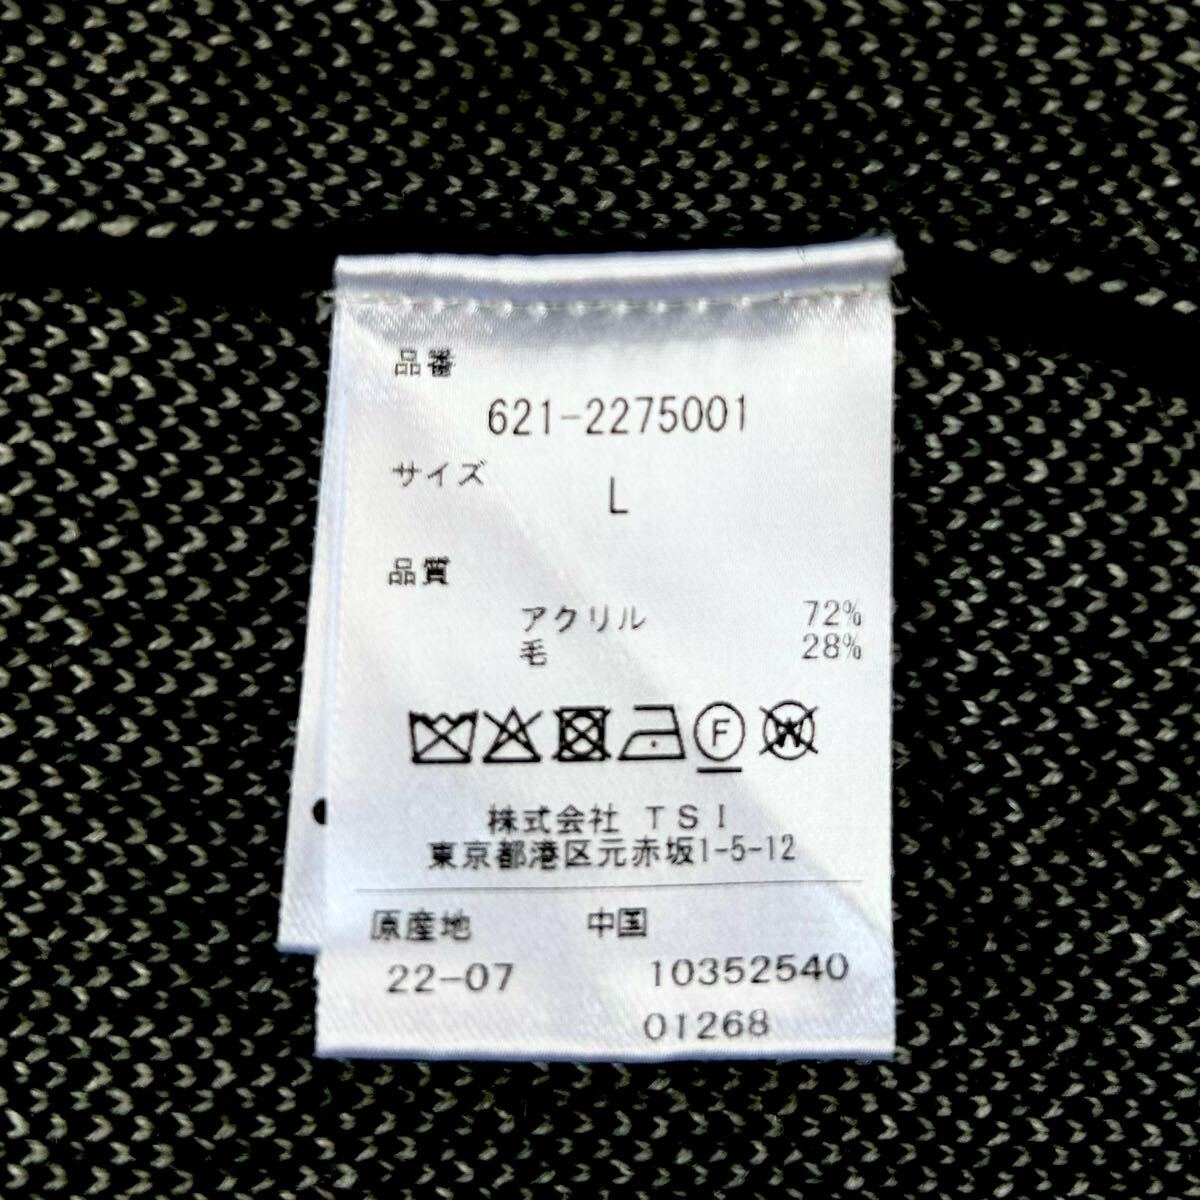 品番
621-2275001
サイズ
L
品質
アクリル 72%
毛 28%
F W
株式会社 TSI
東京都港区元赤坂1-5-12
原産地 中国
22-07 10352540
01268